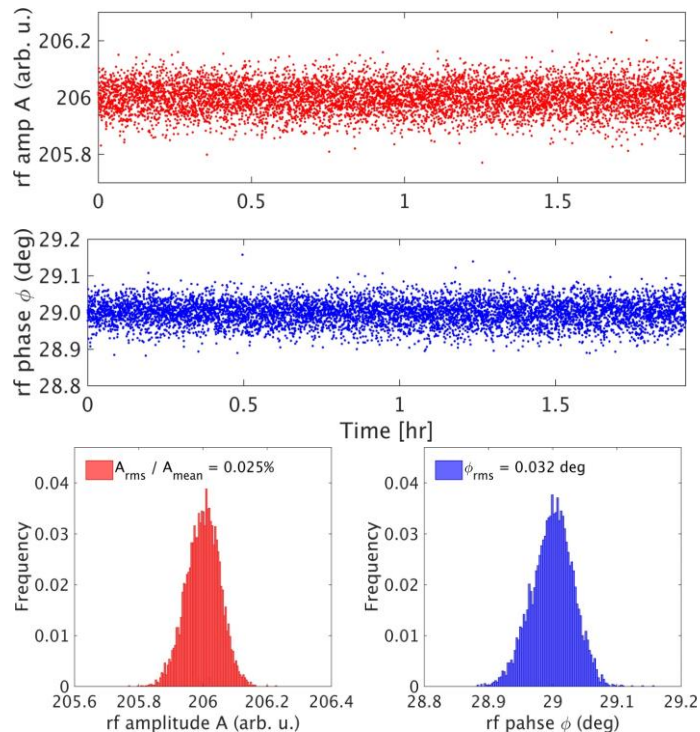 rf amp A (arb. u.)
206.2
206
205.8
0 0.5 1 1.5
rf phase ϕ (deg)
29.2
29.1
29.0
28.9
28.8
0 0.5 1 1.5
Time [hr]
A_rms / A_mean = 0.025%
Frequency
0.04
0.03
0.02
0.01
0
205.6 205.8 206 206.2 206.4
rf amplitude A (arb. u.)
ϕ_rms = 0.032 deg
Frequency
0.04
0.03
0.02
0.01
0
28.8 28.9 29 29.1 29.2
rf pahse ϕ (deg)